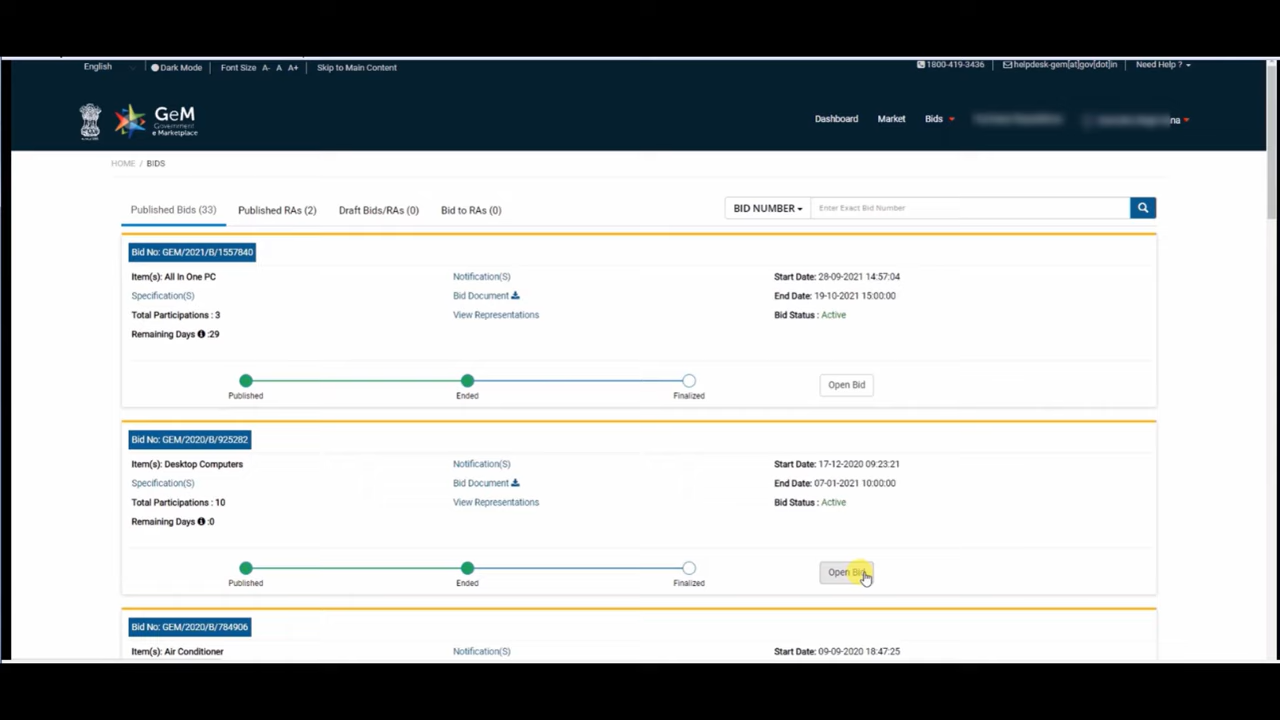 English Dark Mode Font Size A- A A+ Skip to Main Content 1800-419-3436 helpdesk-gem[at]gov[dot]in Need Help ?
GeM
Government
e Marketplace
Dashboard Market Bids na
HOME / BIDS
Published Bids (33) Published RAs (2) Draft Bids/RAs (0) Bid to RAs (0) BID NUMBER Enter Exact Bid Number
Bid No: GEM/2021/B/1557840
Item(s): All In One PC Notification(S) Start Date: 28-09-2021 14:57:04
Specification(S) Bid Document End Date: 19-10-2021 15:00:00
Total Participations : 3 View Representations Bid Status : Active
Remaining Days :29
Open Bid
Published Ended Finalized
Bid No: GEM/2020/B/925282
Item(s): Desktop Computers Notification(S) Start Date: 17-12-2020 09:23:21
Specification(S) Bid Document End Date: 07-01-2021 10:00:00
Total Participations : 10 View Representations Bid Status : Active
Remaining Days :0
Open Bid
Published Ended Finalized
Bid No: GEM/2020/B/784906
Item(s): Air Conditioner Notification(S) Start Date: 09-09-2020 18:47:25